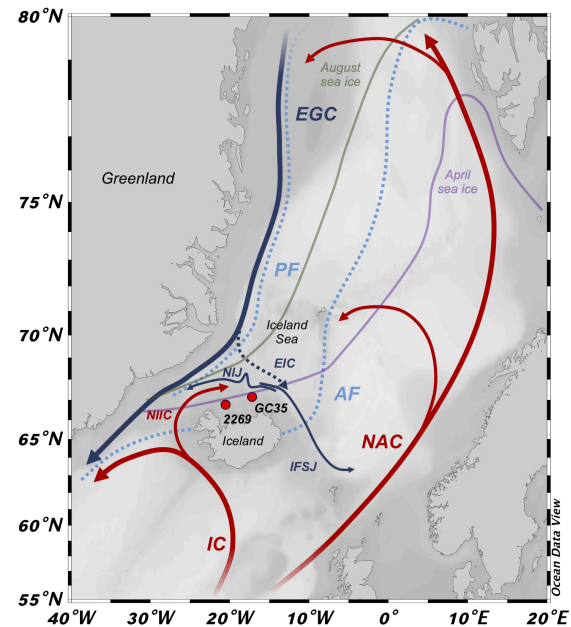 80°N
August
sea ice
EGC
Greenland
April
sea ice
75°N
PF
Iceland
Sea
70°N
EIC
NIJ
AF
NIIC
GC35
2269
NAC
65°N
Iceland
IFSJ
60°N
IC
Ocean Data View
55°N
40°W
30°W
20°W
10°W
0°
10°E
20°E